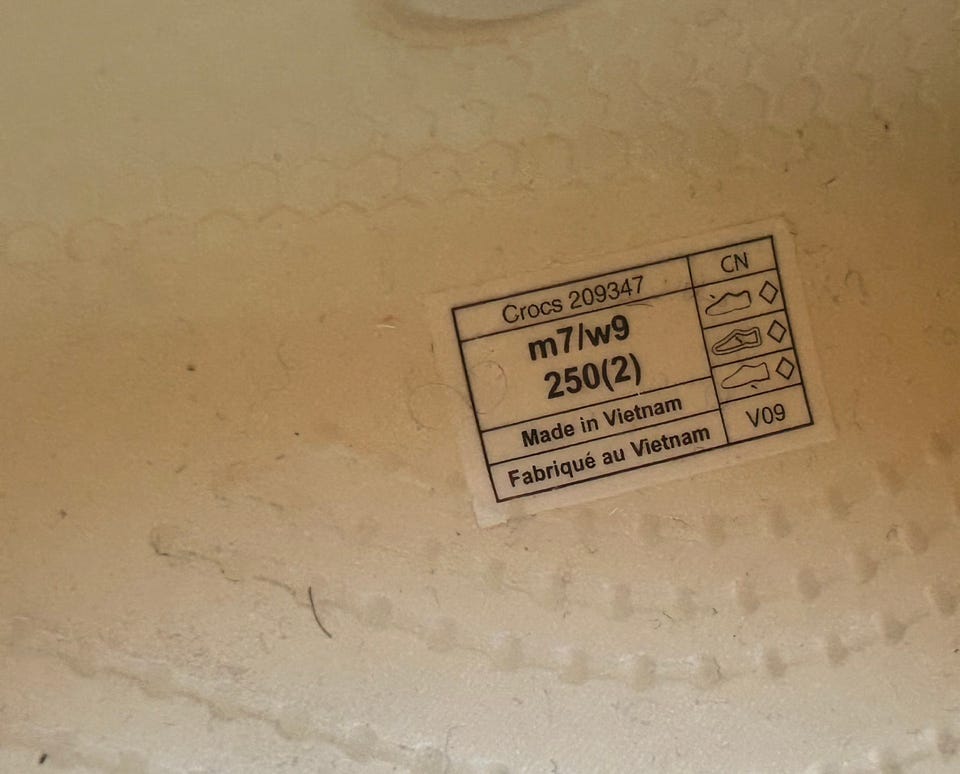 Crocs 209347
CN
m7/w9
250(2)
Made in Vietnam
Fabriqué au Vietnam
V09